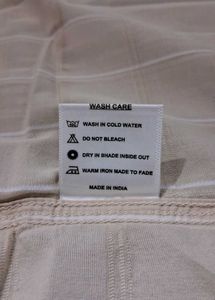 WASH CARE
WASH IN COLD WATER
DO NOT BLEACH
DRY IN SHADE INSIDE OUT
WARM IRON MADE TO FADE
MADE IN INDIA